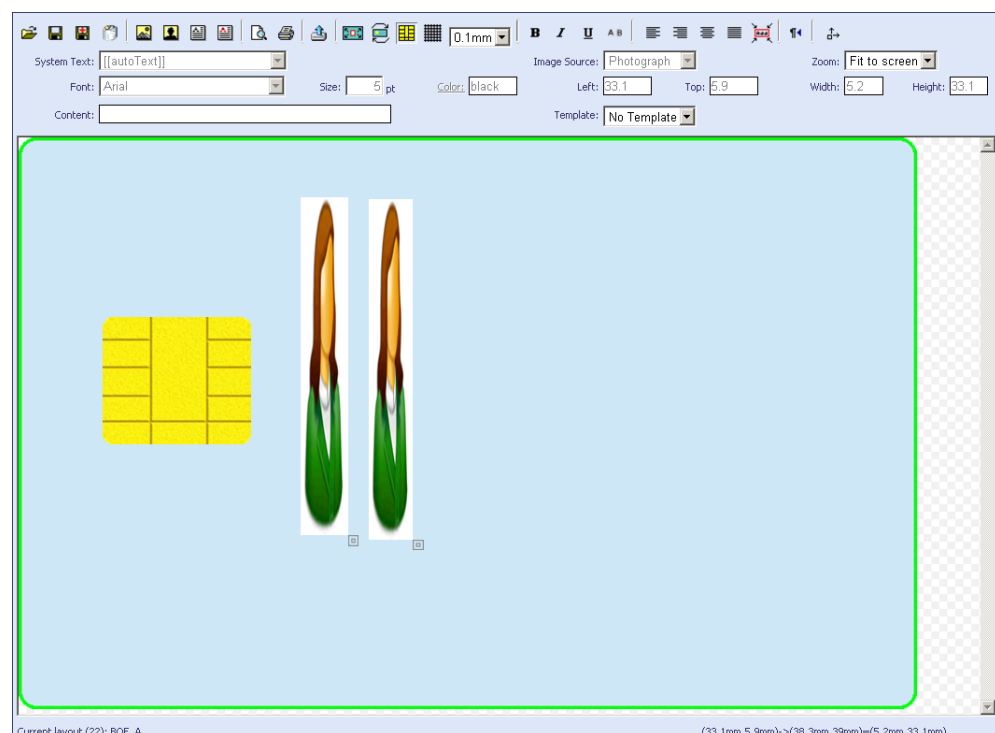 0.1mm B I U A B
System Text: [[autoText]] Image Source: Photograph Zoom: Fit to screen
Font: Arial Size: 5 pt Color: black Left: 33.1 Top: 5.9 Width: 5.2 Height: 33.1
Content: Template: No Template
Current layout (22): BOE_A (33.1mm,5.9mm)->(38.3mm,39mm)=(5.2mm,33.1mm)